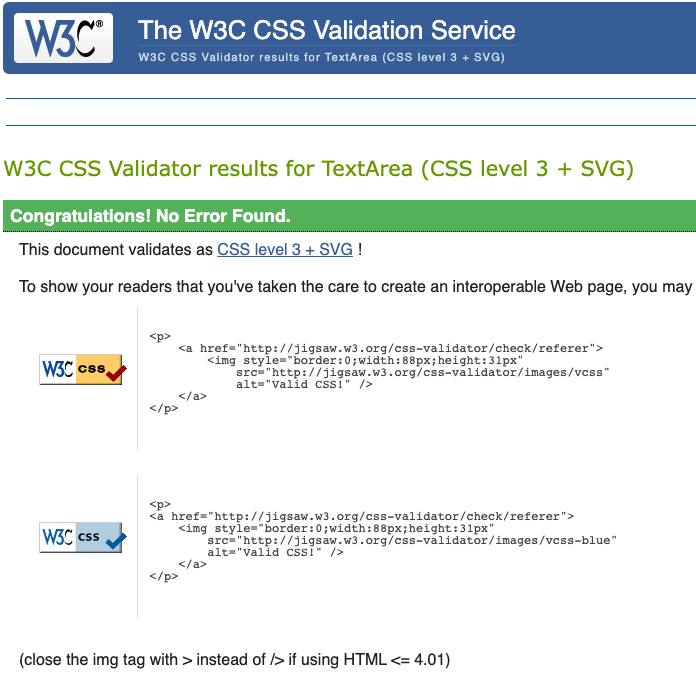 W3C®
The W3C CSS Validation Service
W3C CSS Validator results for TextArea (CSS level 3 + SVG)
W3C CSS Validator results for TextArea (CSS level 3 + SVG)
Congratulations! No Error Found.
This document validates as CSS level 3 + SVG !
To show your readers that you've taken the care to create an interoperable Web page, you may
W3C css
<p>
    <a href="http://jigsaw.w3.org/css-validator/check/referer">
        <img style="border:0;width:88px;height:31px"
            src="http://jigsaw.w3.org/css-validator/images/vcss"
            alt="Valid CSS!" />
    </a>
</p>
W3C css
<p>
<a href="http://jigsaw.w3.org/css-validator/check/referer">
    <img style="border:0;width:88px;height:31px"
        src="http://jigsaw.w3.org/css-validator/images/vcss-blue"
        alt="Valid CSS!" />
    </a>
</p>
(close the img tag with > instead of /> if using HTML <= 4.01)